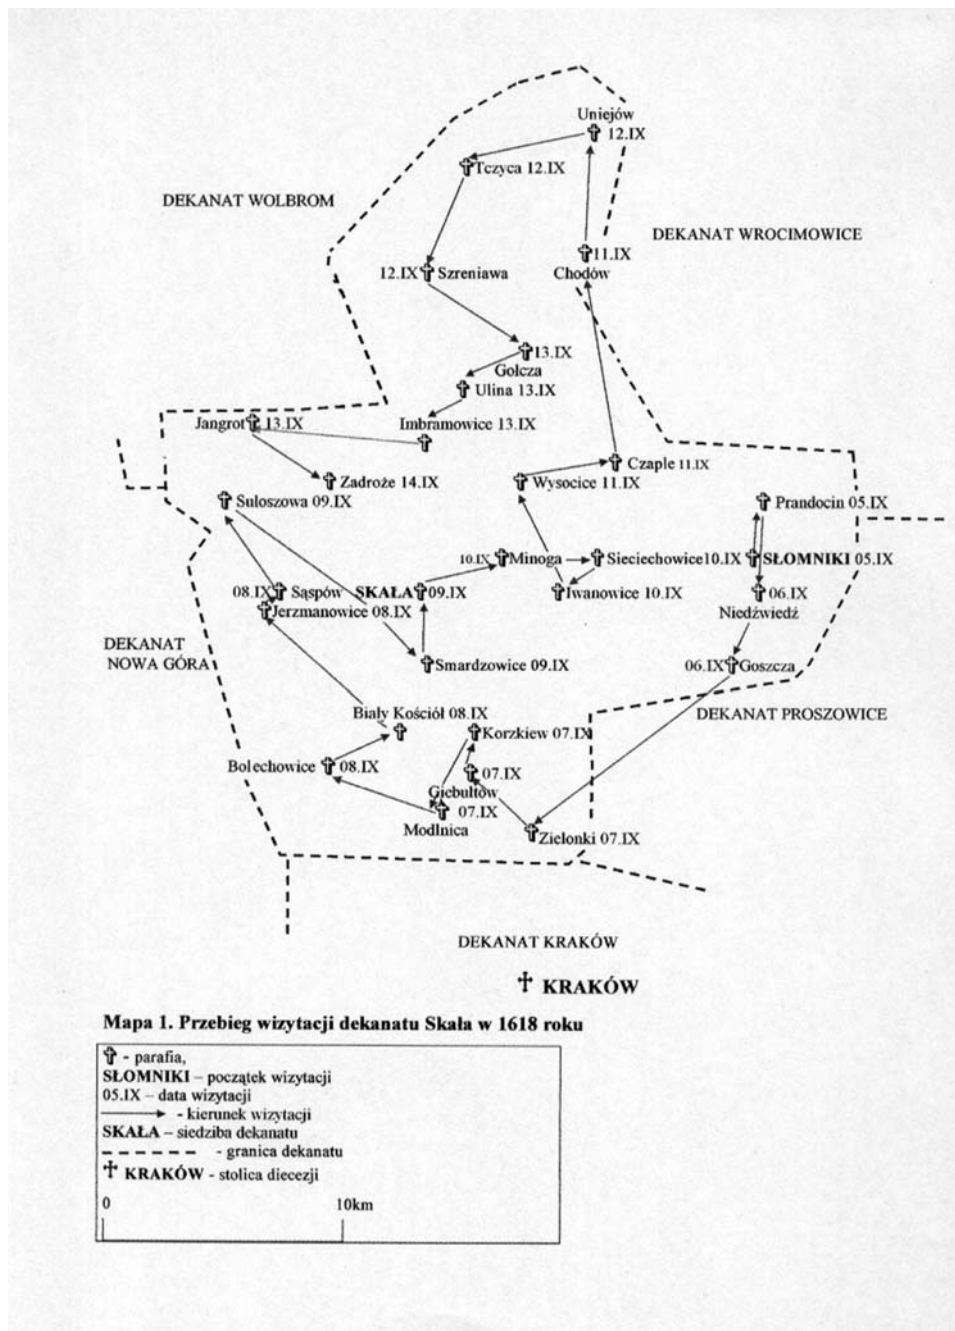 Uniejów
12.IX
Tczyca 12.IX
DEKANAT WOLBROM
DEKANAT WROCIMOWICE
11.IX
Chodów
12.IX Szreniawa
13.IX
Gołcza
Ulina 13.IX
Jangrot 13.IX
Imbramowice 13.IX
Czaple 11.IX
Zadroże 14.IX
Wysocice 11.IX
Sułoszowa 09.IX
Prandocin 05.IX
10.IX Minoga
Sieciechowice 10.IX
SŁOMNIKI 05.IX
08.IX Sąspów
SKAŁA 09.IX
Iwanowice 10.IX
06.IX
Niedźwiedź
Jerzmanowice 08.IX
DEKANAT
NOWA GÓRA
Smardzowice 09.IX
06.IX Goszcza
Biały Kościół 08.IX
DEKANAT PROSZOWICE
Korzkiew 07.IX
Bolechowice 08.IX
07.IX
Giebułtów
07.IX
Modlnica
Zielonki 07.IX
DEKANAT KRAKÓW
KRAKÓW
Mapa 1. Przebieg wizytacji dekanatu Skała w 1618 roku
- parafia,
SŁOMNIKI – początek wizytacji
05.IX – data wizytacji
- kierunek wizytacji
SKAŁA – siedziba dekanatu
- granica dekanatu
KRAKÓW - stolica diecezji
0 10km